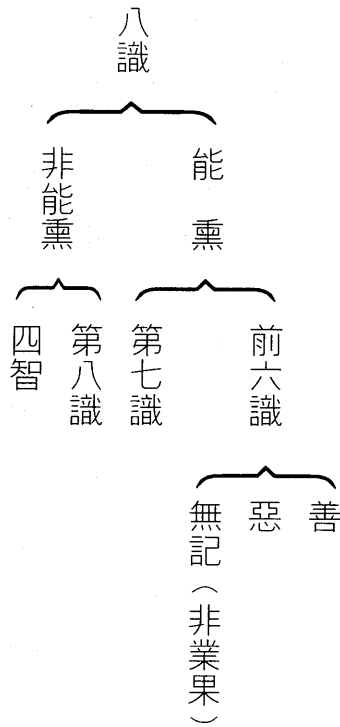 八識
能熏
非能熏
前六識
第七識
第八識
四智
善
惡
無記（非業果）